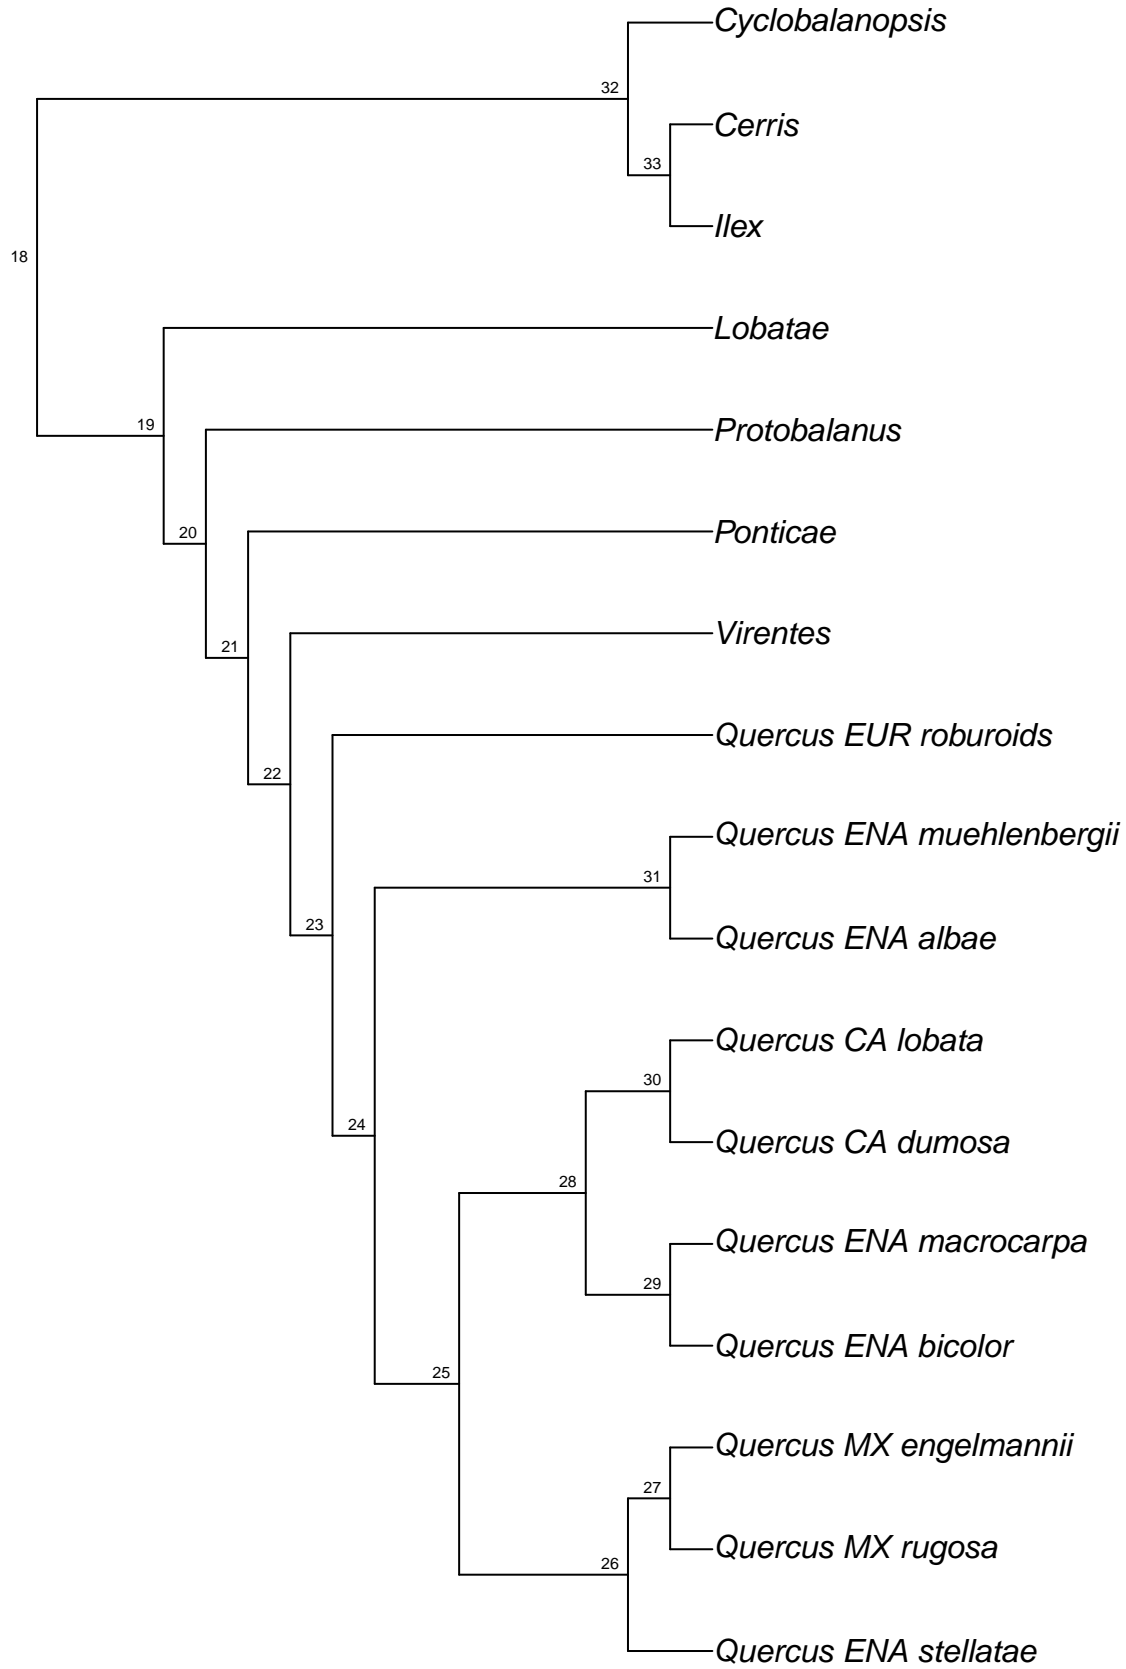 Cyclobalanopsis
32
Cerris
33
Ilex
18
Lobatae
19
Protobalanus
20
Ponticae
21
Virentes
22
Quercus EUR roburoids
23
Quercus ENA muehlenbergii
31
Quercus ENA albae
24
Quercus CA lobata
30
Quercus CA dumosa
28
Quercus ENA macrocarpa
29
Quercus ENA bicolor
25
Quercus MX engelmannii
27
Quercus MX rugosa
26
Quercus ENA stellatae